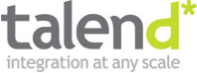 talend*
integration at any scale